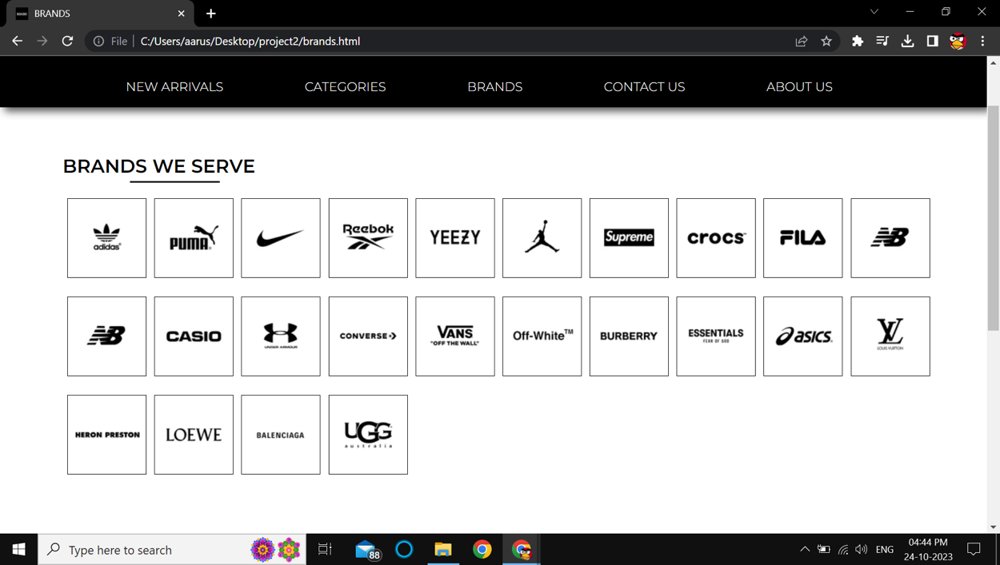 BRANDS
File
C:/Users/aarus/Desktop/project2/brands.html
NEW ARRIVALS CATEGORIES BRANDS CONTACT US ABOUT US
BRANDS WE SERVE
adidas PUMA Reebok YEEZY Supreme crocs™ FILA NB
NB CASIO UNDER ARMOUR CONVERSE VANS Off-White™ BURBERRY ESSENTIALS asics LV
"OFF THE WALL" FEAR OF GOD LOUIS VUITTON
HERON PRESTON LOEWE BALENCIAGA UGG
australia
Type here to search
88
ENG
04:44 PM
24-10-2023